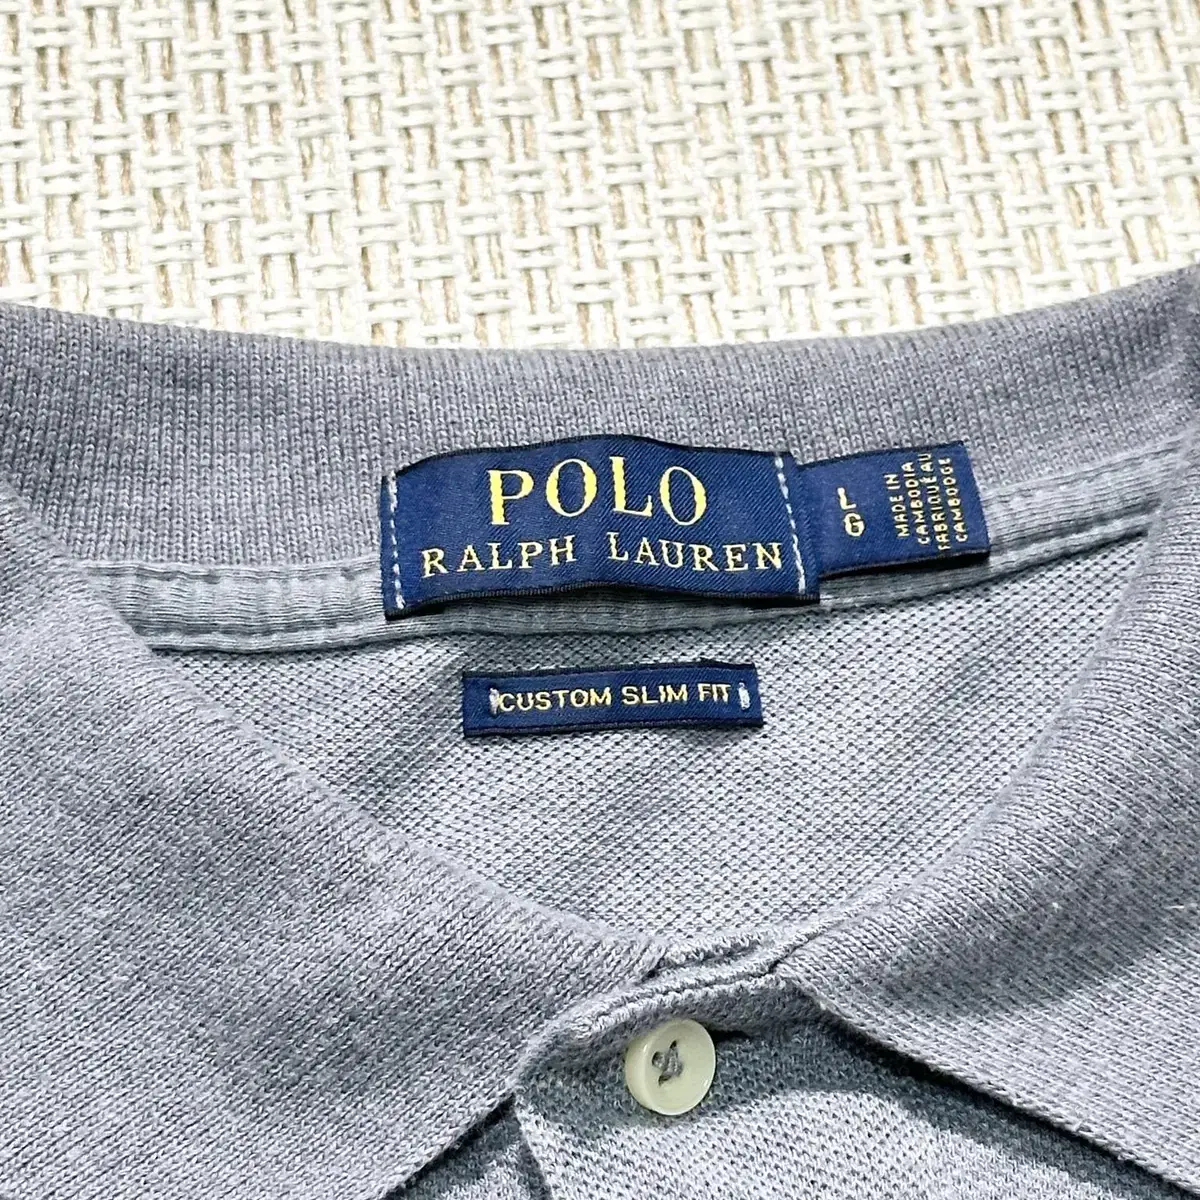 POLO
RALPH LAUREN
L
G
MADE IN
CAMBODIA
FABRIQUÉ AU
CAMBODGE
CUSTOM SLIM FIT